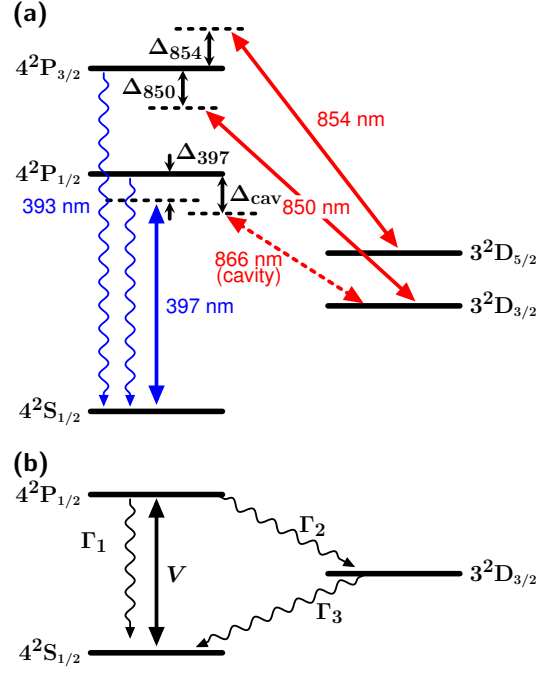 (a)
Δ₈₅₄
4²P₃/₂
Δ₈₅₀
854 nm
Δ₃₉₇
4²P₁/₂
Δcav
393 nm
850 nm
866 nm
(cavity)
3²D₅/₂
397 nm
3²D₃/₂
4²S₁/₂
(b)
4²P₁/₂
Γ₁
Γ₂
V
3²D₃/₂
Γ₃
4²S₁/₂